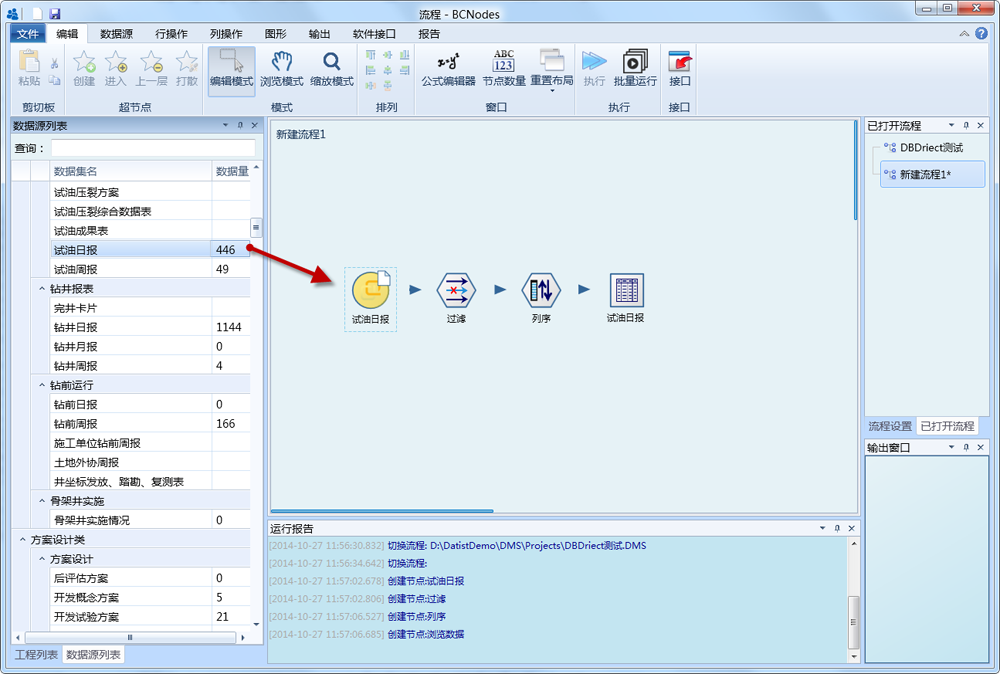 流程 - BCNodes
文件 编辑 数据源 行操作 列操作 图形 输出 软件接口 报告
粘贴 创建 进入 上一层 打散 编辑模式 浏览模式 缩放模式 公式编辑器 节点数量 重置布局 执行 批量运行 接口
剪切板 超节点 模式 排列 窗口 执行 接口
数据源列表
查询：
数据集名 数据量
试油压裂方案
试油压裂综合数据表
试油成果表
试油日报 446
试油周报 49
钻井报表
完井卡片
钻井日报 1144
钻井月报 0
钻井周报 4
钻前运行
钻前日报 0
钻前周报 166
施工单位钻前周报
土地外协周报
井坐标发放、踏勘、复测表
骨架井实施
骨架井实施情况 0
方案设计类
方案设计
后评估方案 0
开发概念方案 5
开发试验方案 21
工程列表 数据源列表
新建流程1
试油日报 过滤 列序 试油日报
运行报告
[2014-10-27 11:56:30.832] 切换流程: D:\DatistDemo\DMS\Projects\DBDriect测试.DMS
[2014-10-27 11:56:34.642] 切换流程:
[2014-10-27 11:57:02.678] 创建节点:试油日报
[2014-10-27 11:57:02.806] 创建节点:过滤
[2014-10-27 11:57:06.527] 创建节点:列序
[2014-10-27 11:57:06.685] 创建节点:浏览数据
已打开流程
DBDriect测试
新建流程1*
流程设置 已打开流程
输出窗口